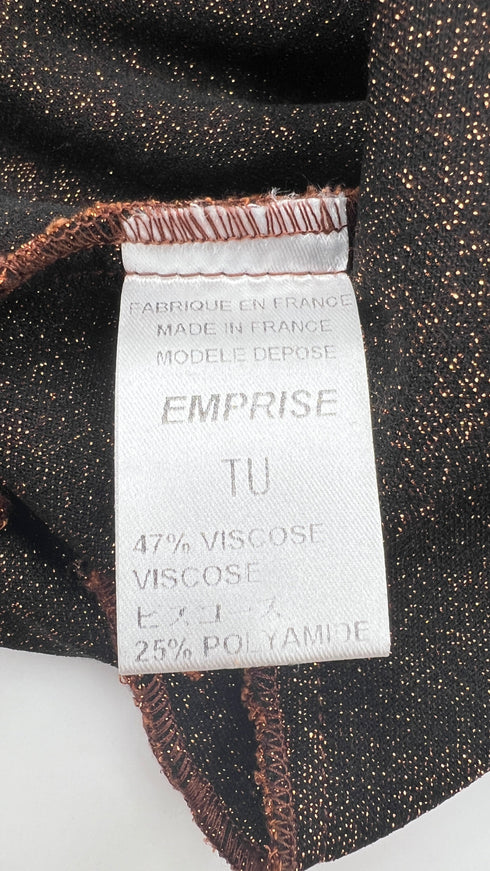 FABRIQUE EN FRANCE
MADE IN FRANCE
MODELE DEPOSE
EMPRISE
TU
47% VISCOSE
VISCOSE
ビスコース
25% POLYAMIDE